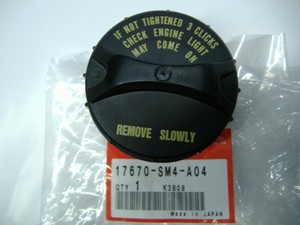 IF NOT TIGHTENED 3 CLICKS
CHECK ENGINE LIGHT
MAY COME ON
REMOVE SLOWLY
17670-SM4-A04
QTY 1 K3808
Made in JAPAN